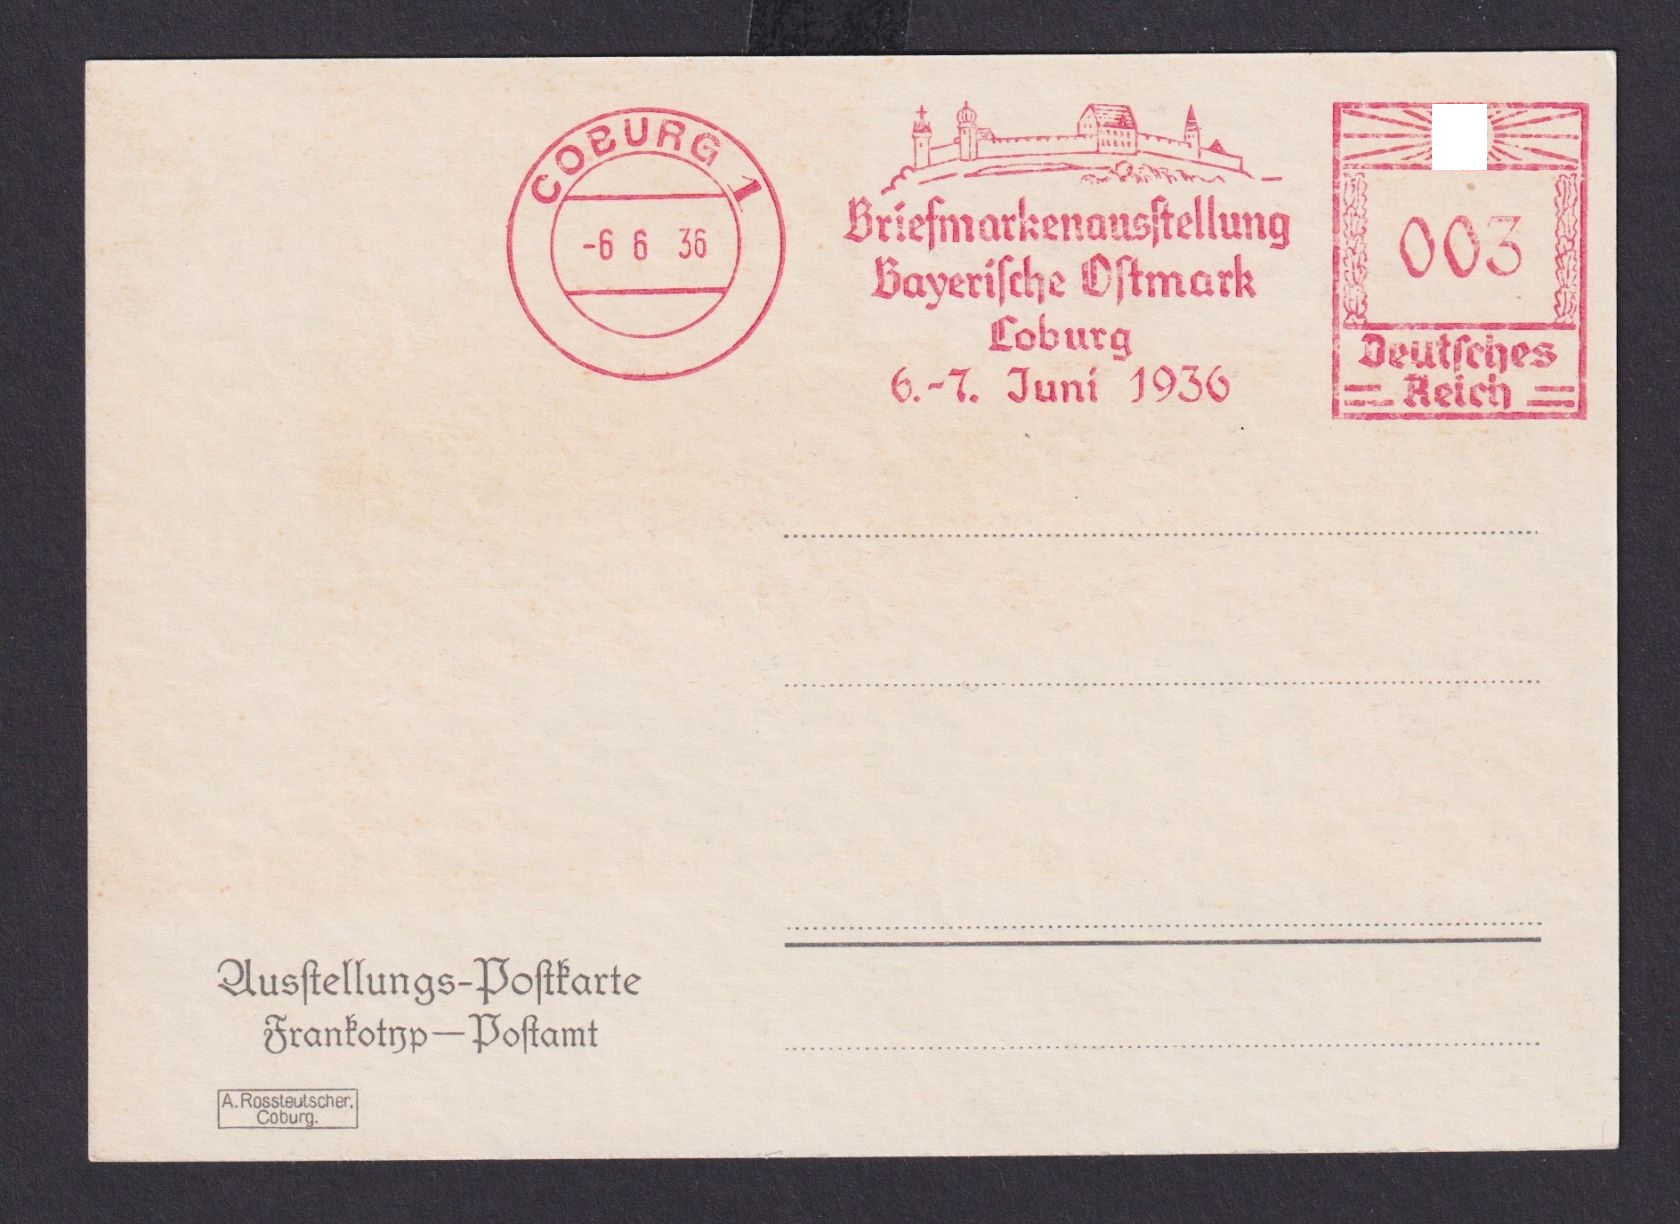 COBURG 1
-6 6 36
Briefmarkenausstellung
Bayerische Ostmark
Coburg
6.-7. Juni 1936
003
Deutsches
Reich
Ausstellungs-Postkarte
Frankotyp—Postamt
A. Rossteutscher,
Coburg.